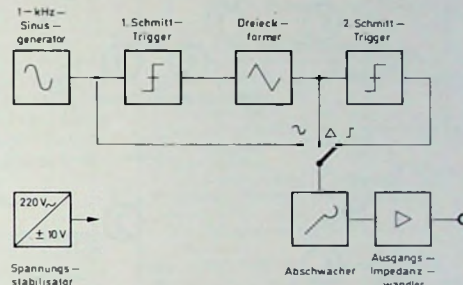 1-kHz-
Sinus-
generator
1. Schmitt-
Trigger
Dreieck-
former
2. Schmitt-
Trigger
220 V~
± 10 V
Spannungs-
stabilisator
Abschwächer
Ausgangs-
Impedanz-
wandler